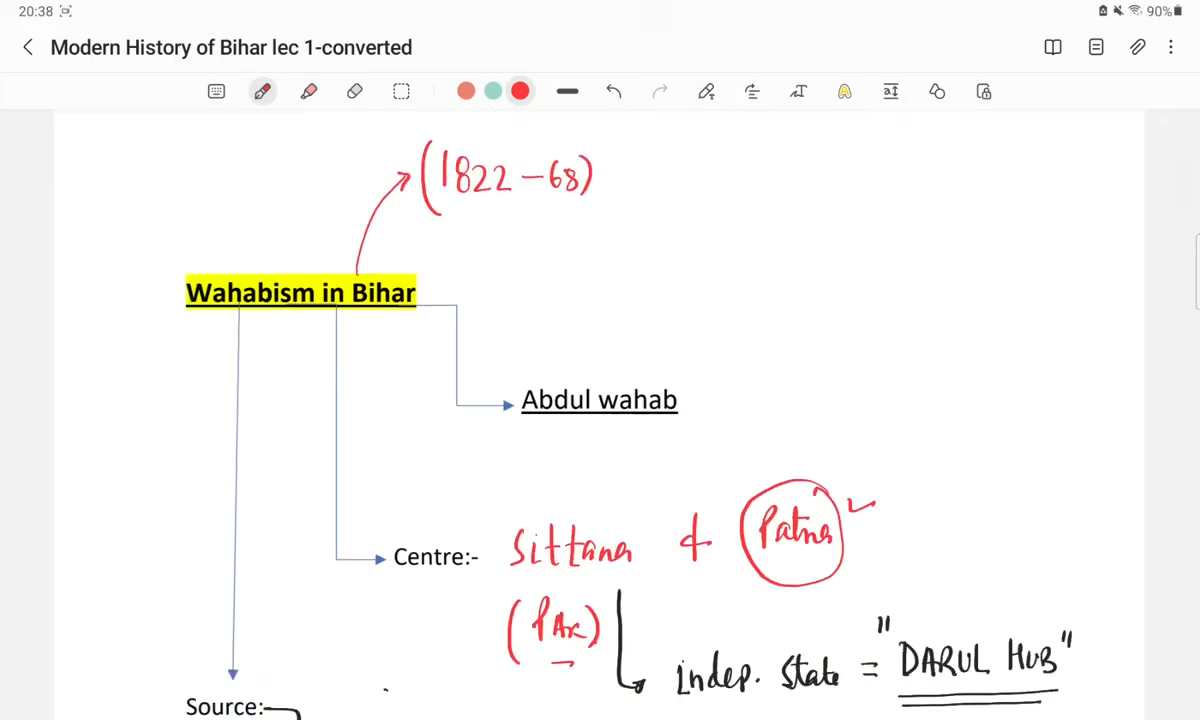 20:38
90%
Modern History of Bihar lec 1-converted
(1822-68)
Wahabism in Bihar
Abdul wahab
Centre:- Sittana & Patna
(PAK)
indep. State = "DARUL HUB"
Source:-